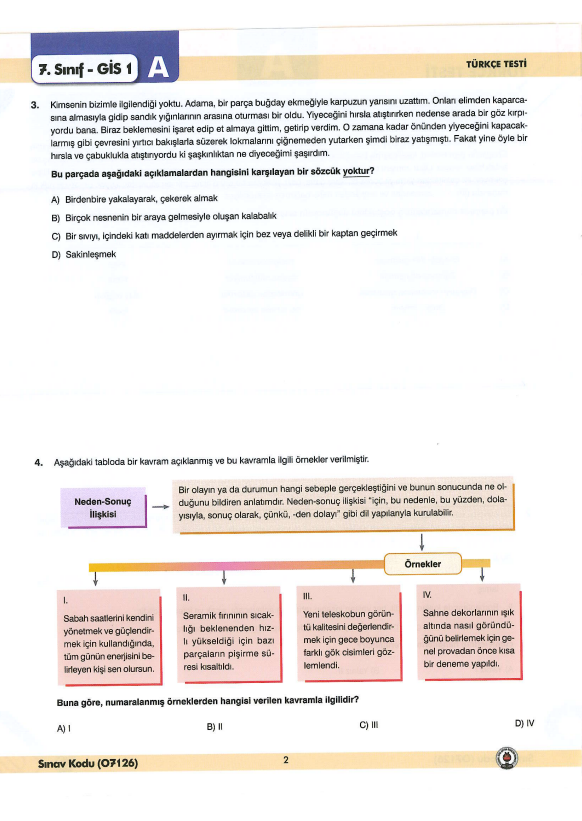 7. Sınıf - GİS 1 A
TÜRKÇE TESTİ
3. Kimsenin bizimle ilgilendiği yoktu. Adama, bir parça buğday ekmeğiyle karpuzun yarısını uzattım. Onları elimden kaparca-
sına almasıyla gidip sandık yığınlarının arasına oturması bir oldu. Yiyeceğini hırsla atıştırırken nedense arada bir göz kırpı-
yordu bana. Biraz beklemesini işaret edip et almaya gittim, getirip verdim. O zamana kadar önünden yiyeceğini kapacak-
larmış gibi çevresini yırtıcı bakışlarla süzerek lokmalarını çiğnemeden yutarken şimdi biraz yatışmıştı. Fakat yine öyle bir
hırsla ve çabuklukla atıştırıyordu ki şaşkınlıktan ne diyeceğimi şaşırdım.
Bu parçada aşağıdaki açıklamalardan hangisini karşılayan bir sözcük yoktur?
A) Birdenbire yakalayarak, çekerek almak
B) Birçok nesnenin bir araya gelmesiyle oluşan kalabalık
C) Bir sıvıyı, içindeki katı maddelerden ayırmak için bez veya delikli bir kaptan geçirmek
D) Sakinleşmek
4. Aşağıdaki tabloda bir kavram açıklanmış ve bu kavramla ilgili örnekler verilmiştir.
Neden-Sonuç
İlişkisi
Bir olayın ya da durumun hangi sebeple gerçekleştiğini ve bunun sonucunda ne ol-
duğunu bildiren anlatımdır. Neden-sonuç ilişkisi "için, bu nedenle, bu yüzden, dola-
yısıyla, sonuç olarak, çünkü, -den dolayı" gibi dil yapılarıyla kurulabilir.
Örnekler
I.
Sabah saatlerini kendini
yönetmek ve güçlendir-
mek için kullandığında,
tüm günün enerjisini be-
lirleyen kişi sen olursun.
II.
Seramik fırınının sıcak-
lığı beklenenden hız-
lı yükseldiği için bazı
parçaların pişirme sü-
resi kısaltıldı.
III.
Yeni teleskobun görün-
tü kalitesini değerlendir-
mek için gece boyunca
farklı gök cisimleri göz-
lemlendi.
IV.
Sahne dekorlarının ışık
altında nasıl göründü-
ğünü belirlemek için ge-
nel provadan önce kısa
bir deneme yapıldı.
Buna göre, numaralanmış örneklerden hangisi verilen kavramla ilgilidir?
A) I
B) II
C) III
D) IV
Sınav Kodu (O7126)
2